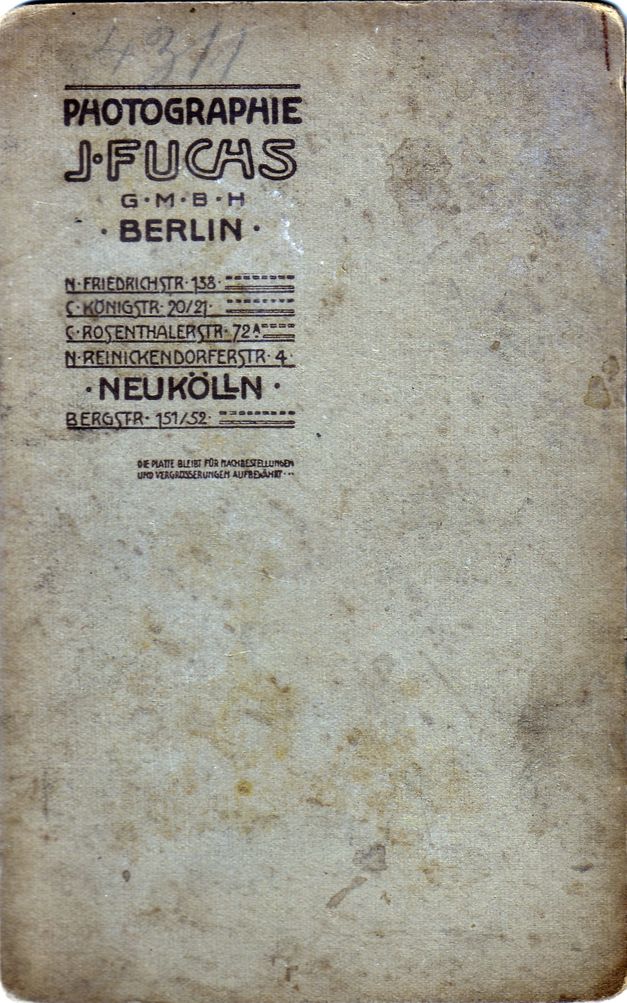 4311
PHOTOGRAPHIE
J·FUCHS
G·M·B·H
·BERLIN·
N·FRIEDRICHSTR·138·
C·KÖNIGSTR·20/21·
C·ROSENTHALERSTR·72A
N·REINICKENDORFERSTR·4·
·NEUKÖLLN·
BERGSTR·151/52·
DIE PLATTE BLEIBT FÜR NACHBESTELLUNGEN
UND VERGRÖSSERUNGEN AUFBEWAHRT··